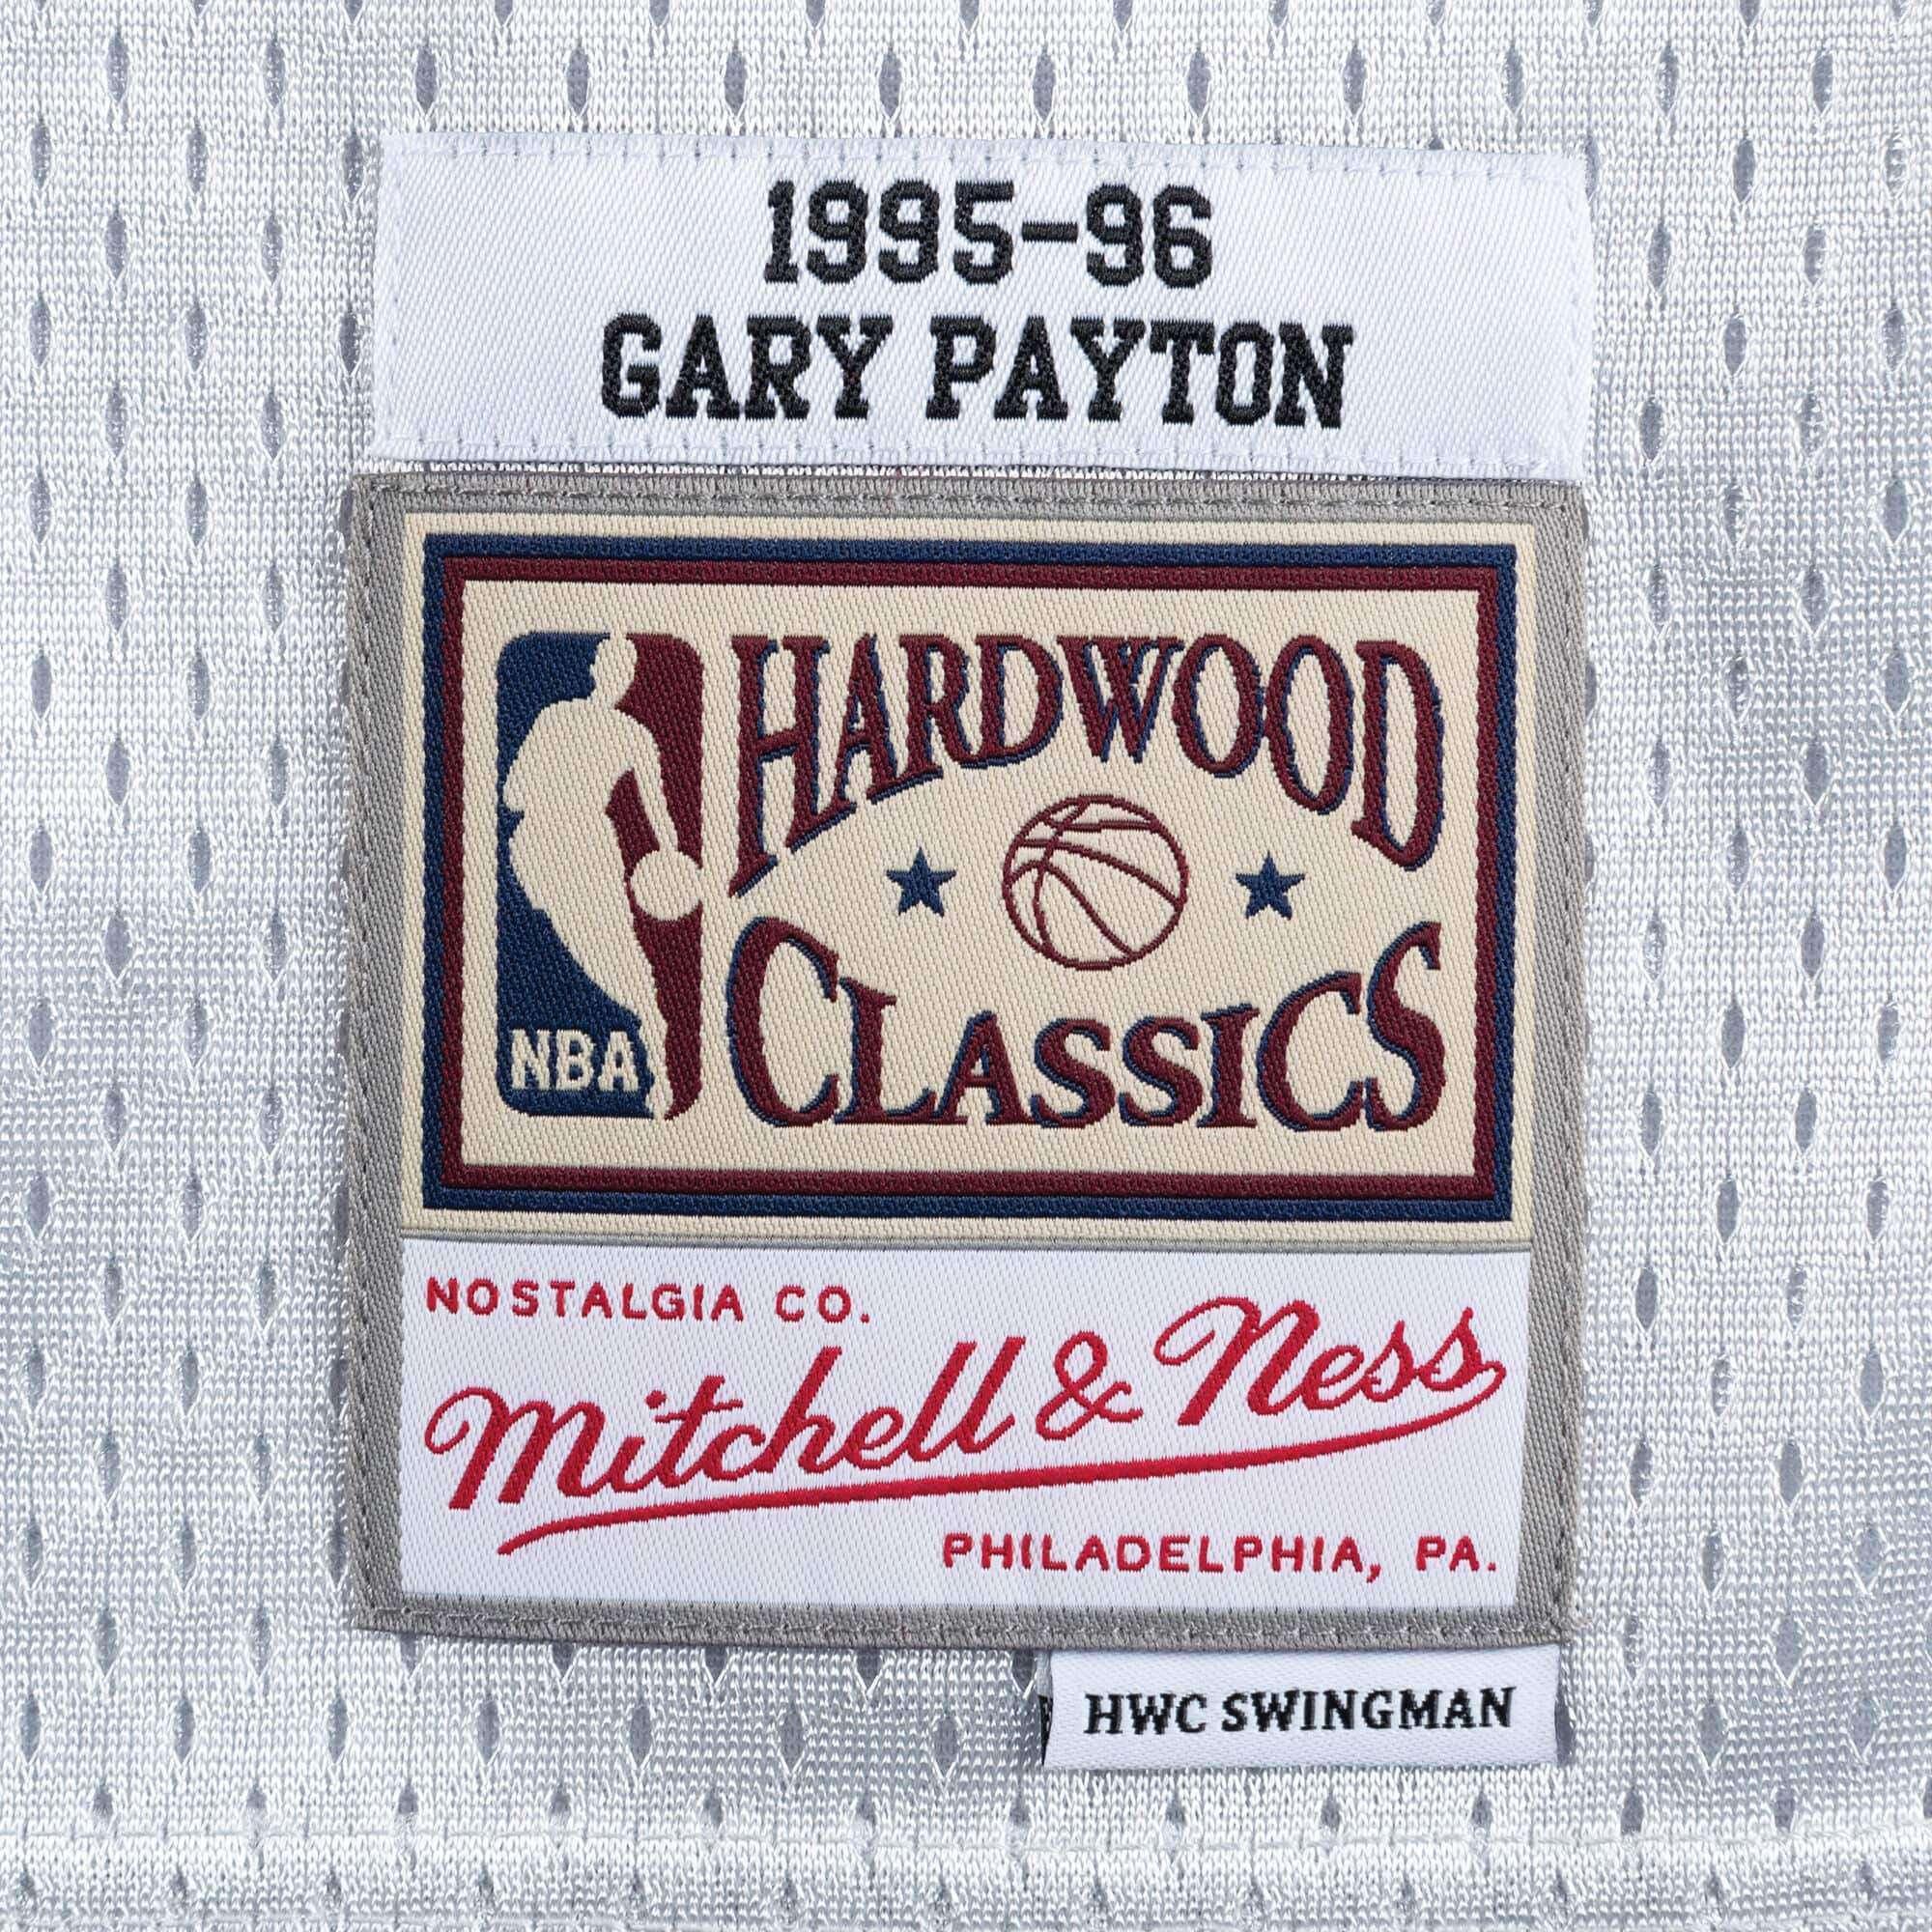 1995-96
GARY PAYTON
HARDWOOD
CLASSICS
NBA
NOSTALGIA CO.
Mitchell & Ness
PHILADELPHIA, PA.
HWC SWINGMAN